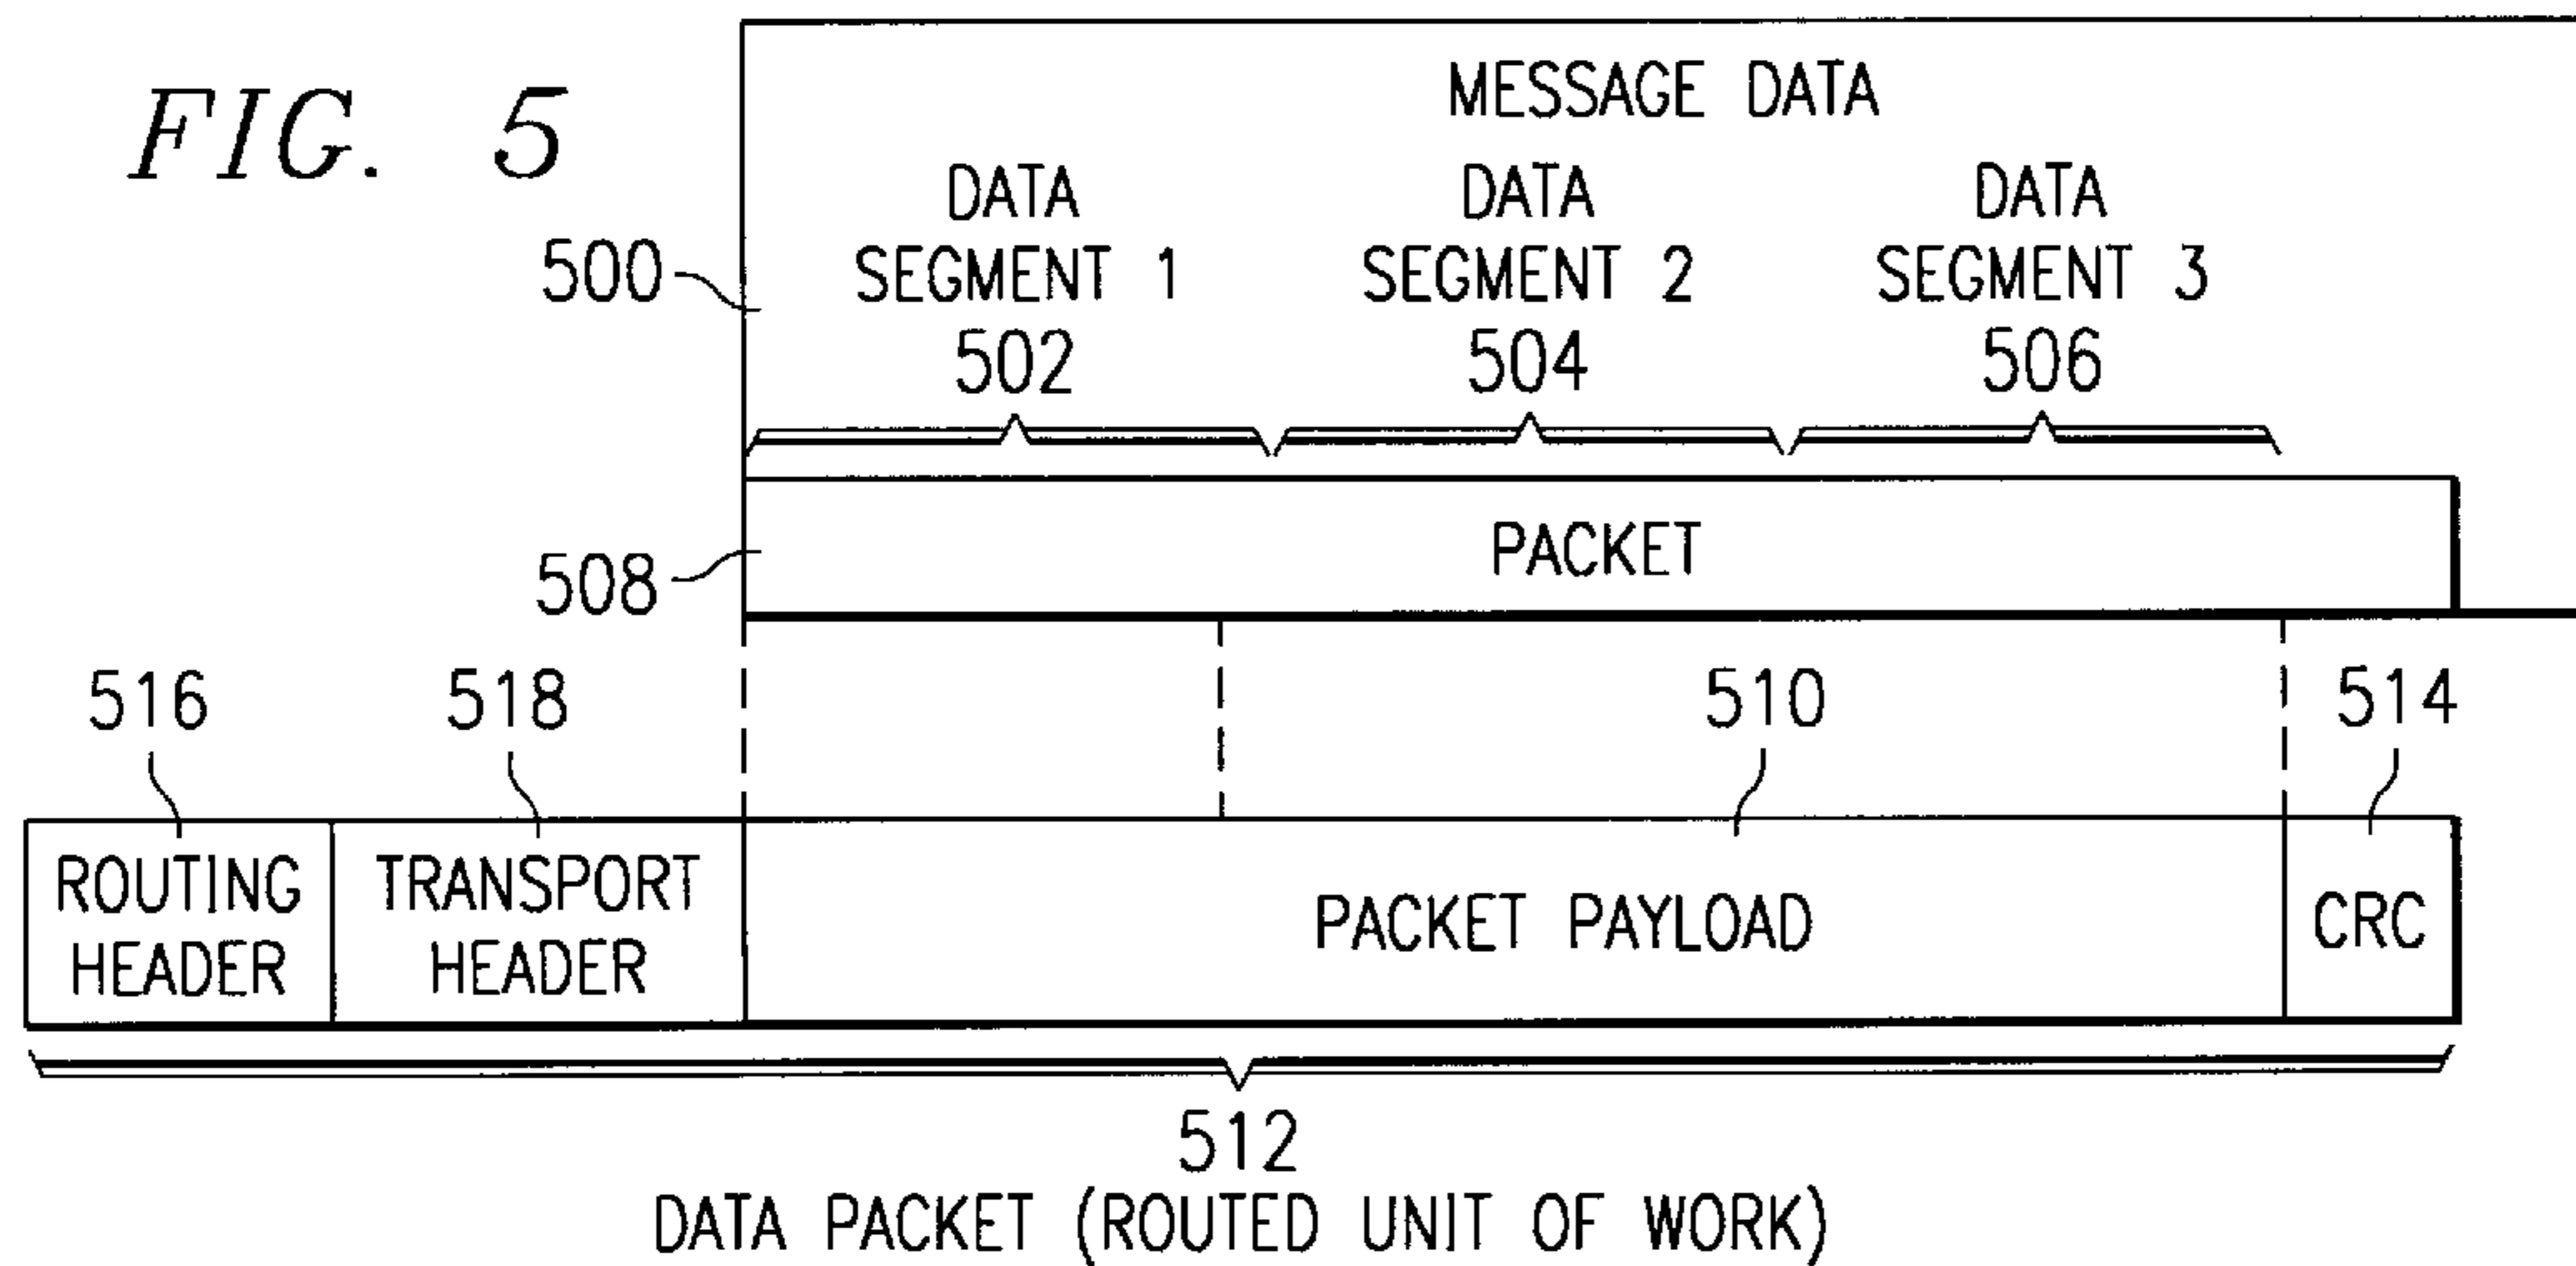 FIG. 5
MESSAGE DATA
DATA
SEGMENT 1
502
DATA
SEGMENT 2
504
DATA
SEGMENT 3
506
500
PACKET
508
516
518
510
514
ROUTING
HEADER
TRANSPORT
HEADER
PACKET PAYLOAD
CRC
512
DATA PACKET (ROUTED UNIT OF WORK)